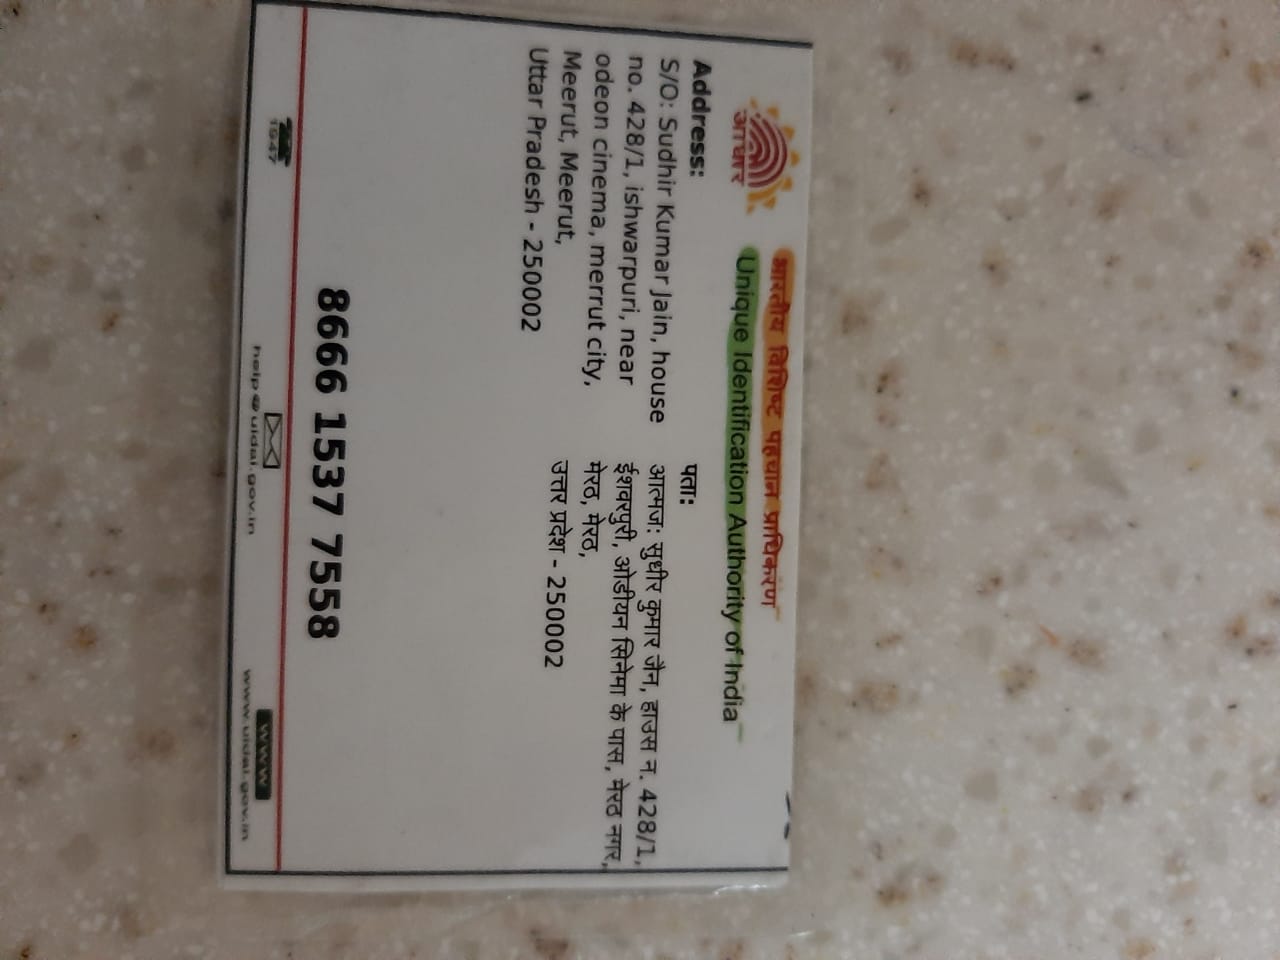 भारतीय विशिष्ट पहचान प्राधिकरण
Unique Identification Authority of India
आधार
Address:
S/O: Sudhir Kumar Jain, house
no. 428/1, ishwarpuri, near
odeon cinema, merrut city,
Meerut, Meerut,
Uttar Pradesh - 250002
पता:
आत्मज: सुधीर कुमार जैन, हाउस न. 428/1,
ईशवरपुरी, ओडीयन सिनेमा के पास, मेरठ नगर,
मेरठ, मेरठ,
उत्तर प्रदेश - 250002
8666 1537 7558
1947
help@uidai.gov.in
WWW
www.uidai.gov.in